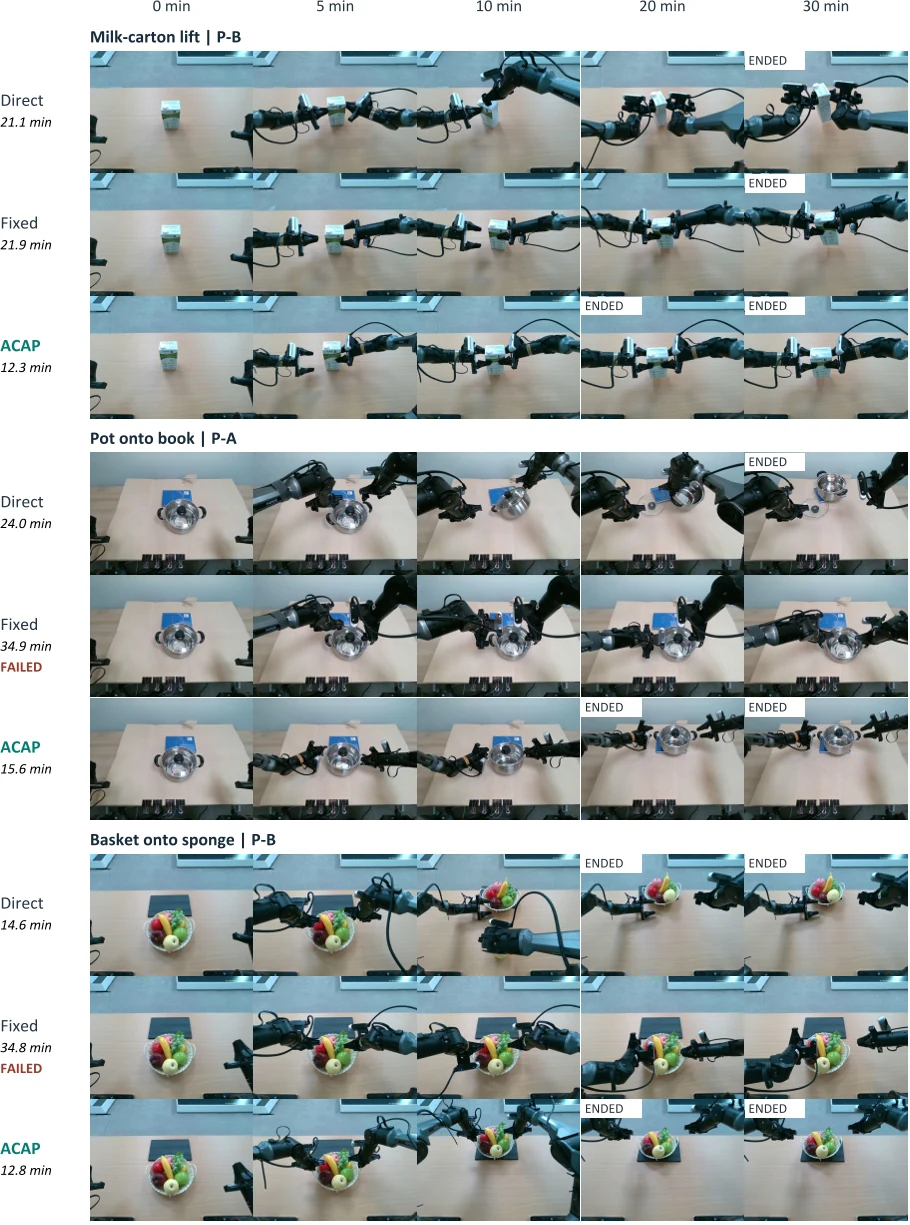 0 min 5 min 10 min 20 min 30 min
Milk-carton lift | P-B
ENDED
Direct
21.1 min
ENDED
Fixed
21.9 min
ENDED ENDED
ACAP
12.3 min
Pot onto book | P-A
ENDED
Direct
24.0 min
Fixed
34.9 min
FAILED
ENDED ENDED
ACAP
15.6 min
Basket onto sponge | P-B
ENDED ENDED
Direct
14.6 min
Fixed
34.8 min
FAILED
ENDED ENDED
ACAP
12.8 min